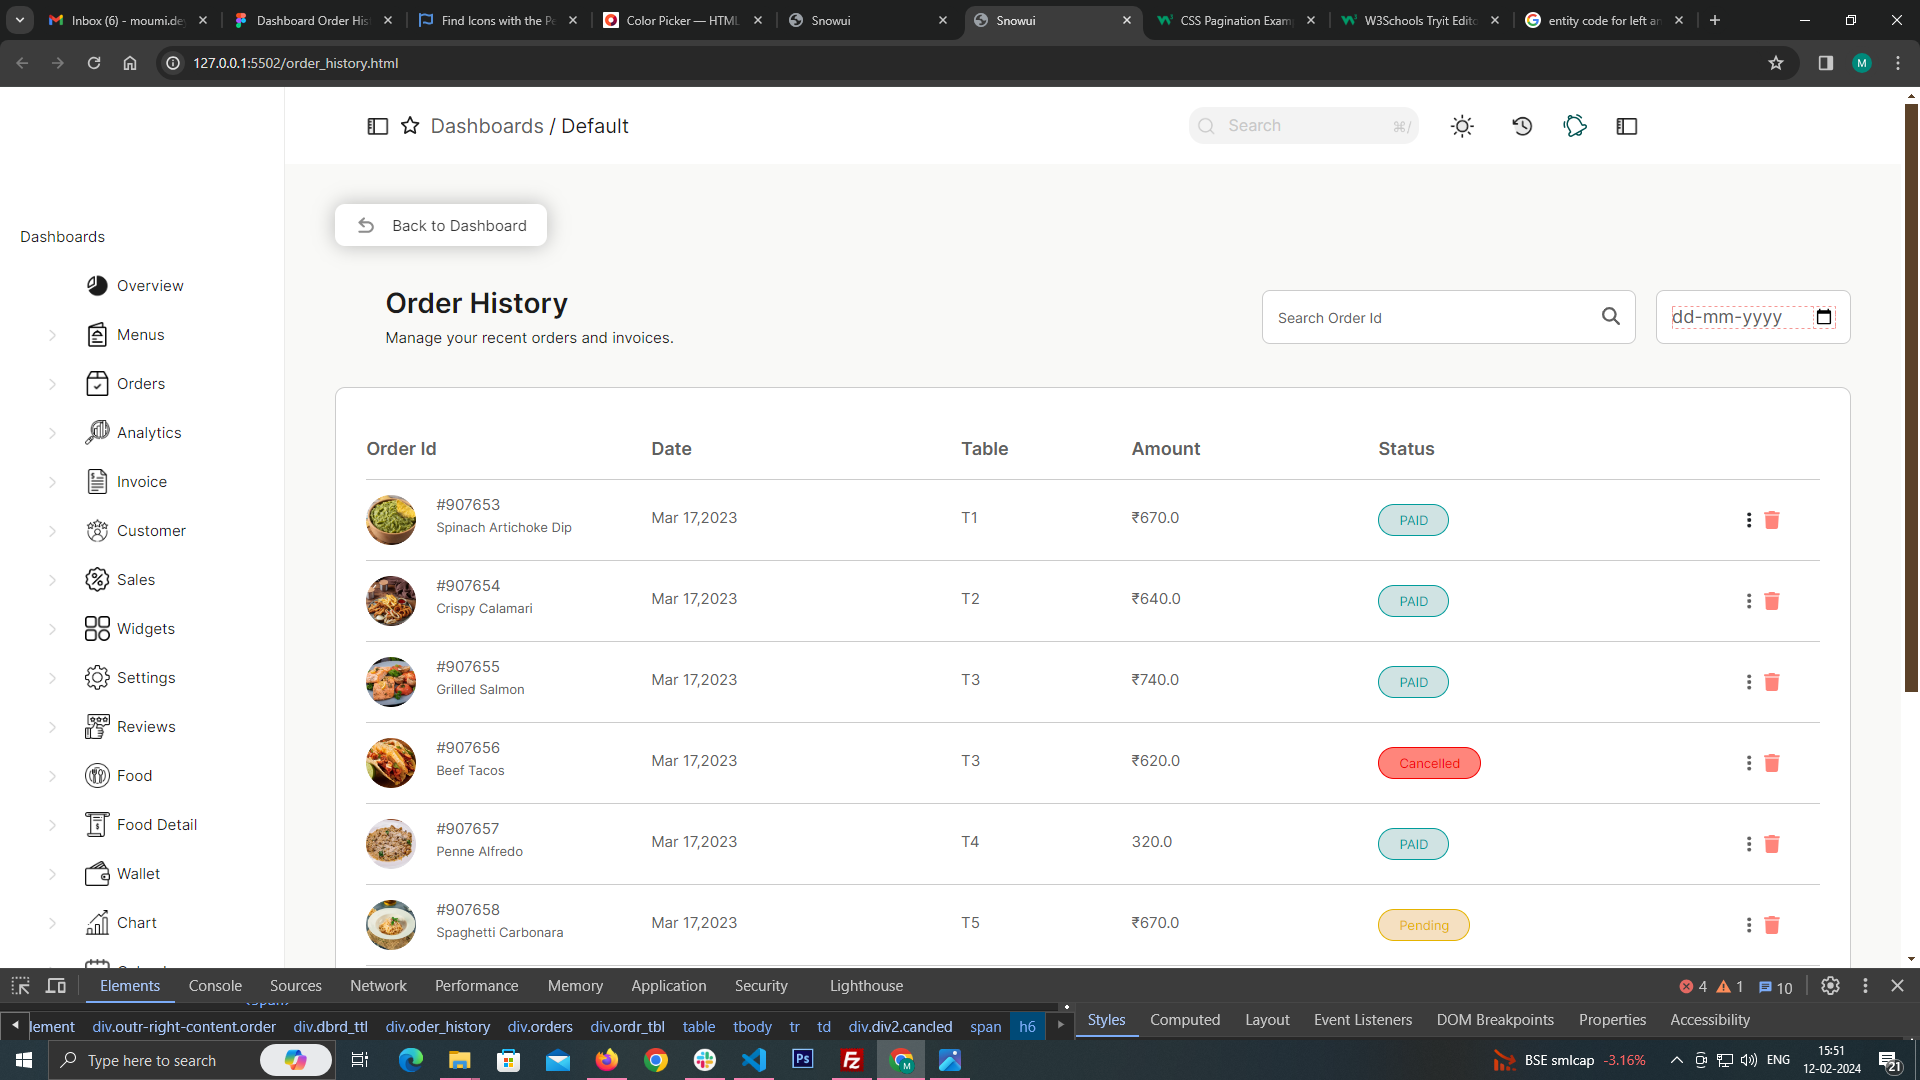 Inbox (6) - moumi.de
Dashboard Order His
Find Icons with the Pe
Color Picker — HTML
Snowui
Snowui
CSS Pagination Exam
W3Schools Tryit Edito
entity code for left a
127.0.0.1:5502/order_history.html
M
Dashboards / Default
Search
⌘/
Back to Dashboard
Dashboards
Overview
Menus
Orders
Analytics
Invoice
Customer
Sales
Widgets
Settings
Reviews
Food
Food Detail
Wallet
Chart
Order History
Manage your recent orders and invoices.
Search Order Id
dd-mm-yyyy
Order Id Date Table Amount Status
#907653
Spinach Artichoke Dip
Mar 17,2023 T1 ₹670.0 PAID
#907654
Crispy Calamari
Mar 17,2023 T2 ₹640.0 PAID
#907655
Grilled Salmon
Mar 17,2023 T3 ₹740.0 PAID
#907656
Beef Tacos
Mar 17,2023 T3 ₹620.0 Cancelled
#907657
Penne Alfredo
Mar 17,2023 T4 320.0 PAID
#907658
Spaghetti Carbonara
Mar 17,2023 T5 ₹670.0 Pending
Elements Console Sources Network Performance Memory Application Security Lighthouse
4 1 10
lement div.outr-right-content.order div.dbrd_ttl div.oder_history div.orders div.ordr_tbl table tbody tr td div.div2.cancled span h6
Styles Computed Layout Event Listeners DOM Breakpoints Properties Accessibility
Type here to search
Ps
Fz
BSE smlcap -3.16%
ENG
15:51
12-02-2024
21